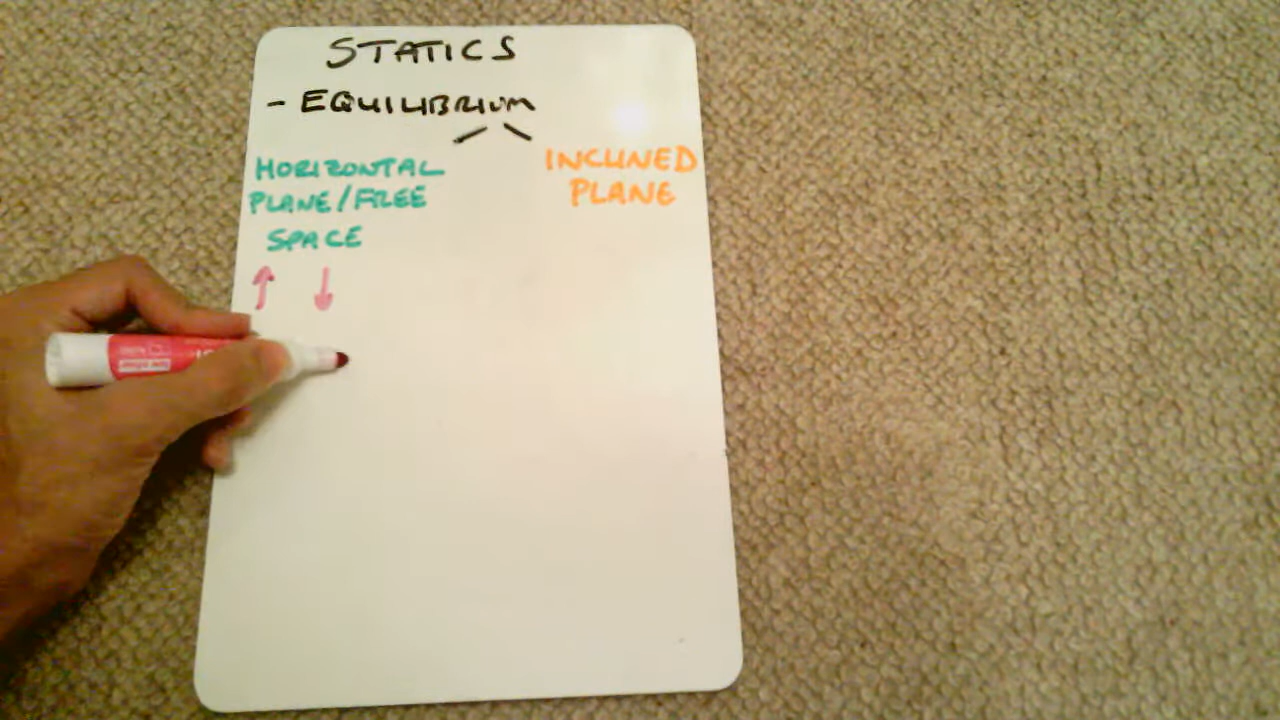 STATICS
- EQUILIBRIUM
HORIZONTAL
PLANE/FREE
SPACE
INCLINED
PLANE